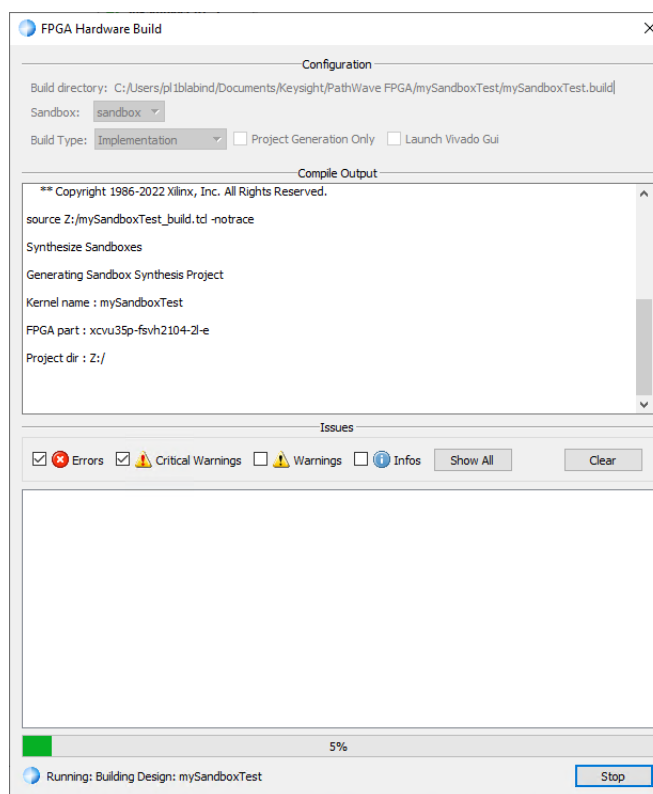 FPGA Hardware Build
Configuration
Build directory: C:/Users/pl1blabind/Documents/Keysight/PathWave FPGA/mySandboxTest/mySandboxTest.build
Sandbox: sandbox
Build Type: Implementation Project Generation Only Launch Vivado Gui
Compile Output
** Copyright 1986-2022 Xilinx, Inc. All Rights Reserved.
source Z:/mySandboxTest_build.tcl -notrace
Synthesize Sandboxes
Generating Sandbox Synthesis Project
Kernel name : mySandboxTest
FPGA part : xcvu35p-fsvh2104-2l-e
Project dir : Z:/
Issues
Errors Critical Warnings Warnings Infos Show All Clear
5%
Running: Building Design: mySandboxTest Stop